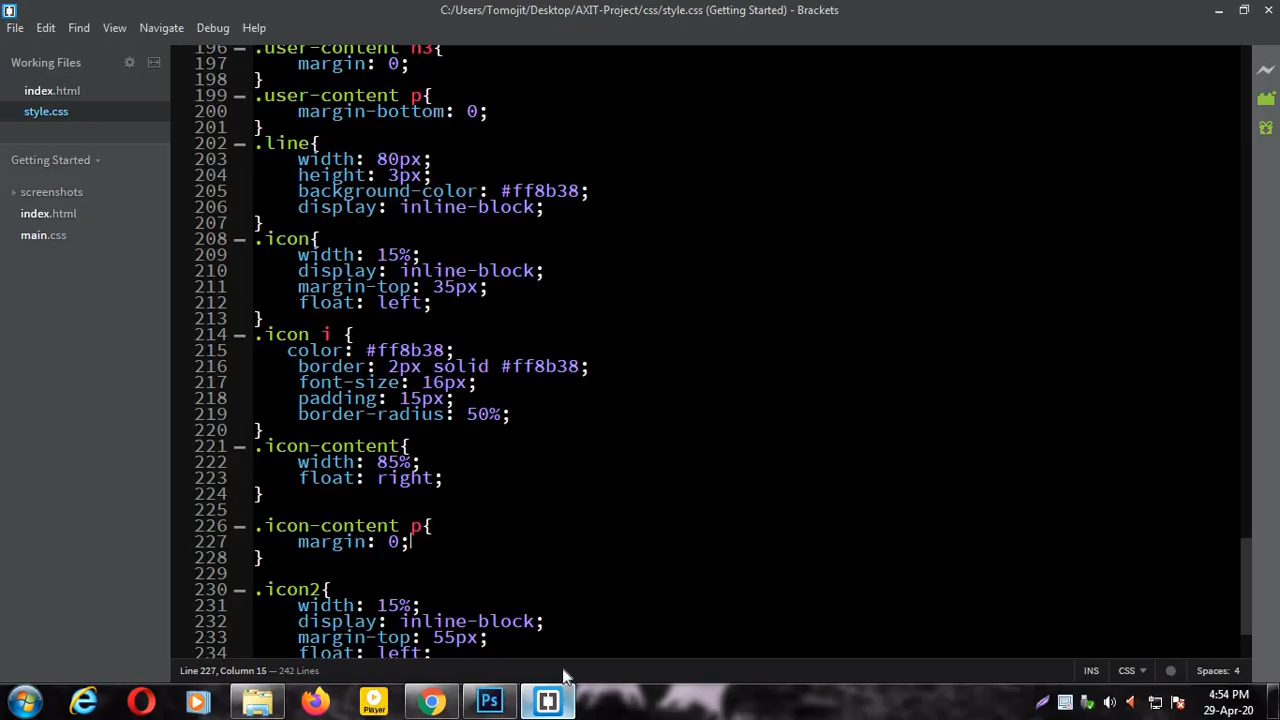 C:/Users/Tomojit/Desktop/AXIT-Project/css/style.css (Getting Started) - Brackets
File Edit Find View Navigate Debug Help
Working Files
index.html
style.css
Getting Started
screenshots
index.html
main.css
196 .user-content h3{
197 margin: 0;
198 }
199 .user-content p{
200 margin-bottom: 0;
201 }
202 .line{
203 width: 80px;
204 height: 3px;
205 background-color: #ff8b38;
206 display: inline-block;
207 }
208 .icon{
209 width: 15%;
210 display: inline-block;
211 margin-top: 35px;
212 float: left;
213 }
214 .icon i {
215 color: #ff8b38;
216 border: 2px solid #ff8b38;
217 font-size: 16px;
218 padding: 15px;
219 border-radius: 50%;
220 }
221 .icon-content{
222 width: 85%;
223 float: right;
224 }
225
226 .icon-content p{
227 margin: 0;
228 }
229
230 .icon2{
231 width: 15%;
232 display: inline-block;
233 margin-top: 55px;
234 float: left;
Line 227, Column 15 — 242 Lines
INS CSS Spaces: 4
Player
Ps
4:54 PM
29-Apr-20